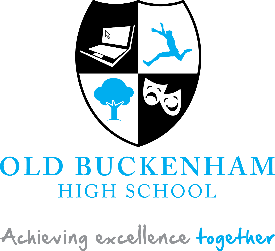 OLD BUCKENHAM
HIGH SCHOOL
Achieving excellence together